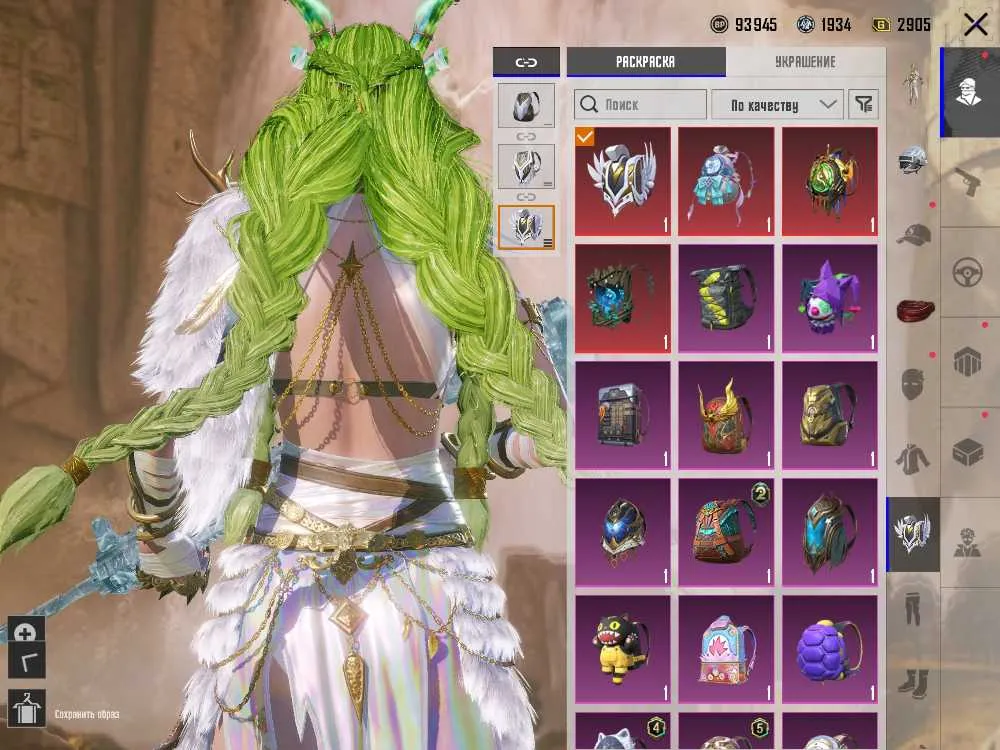 BP 93945 1934 G 2905
РАСКРАСКА УКРАШЕНИЕ
Поиск По качеству
1 1 1
1 1 1
1 1 1
2
1 1 1
1 1 1
4 5
Сохранить образ